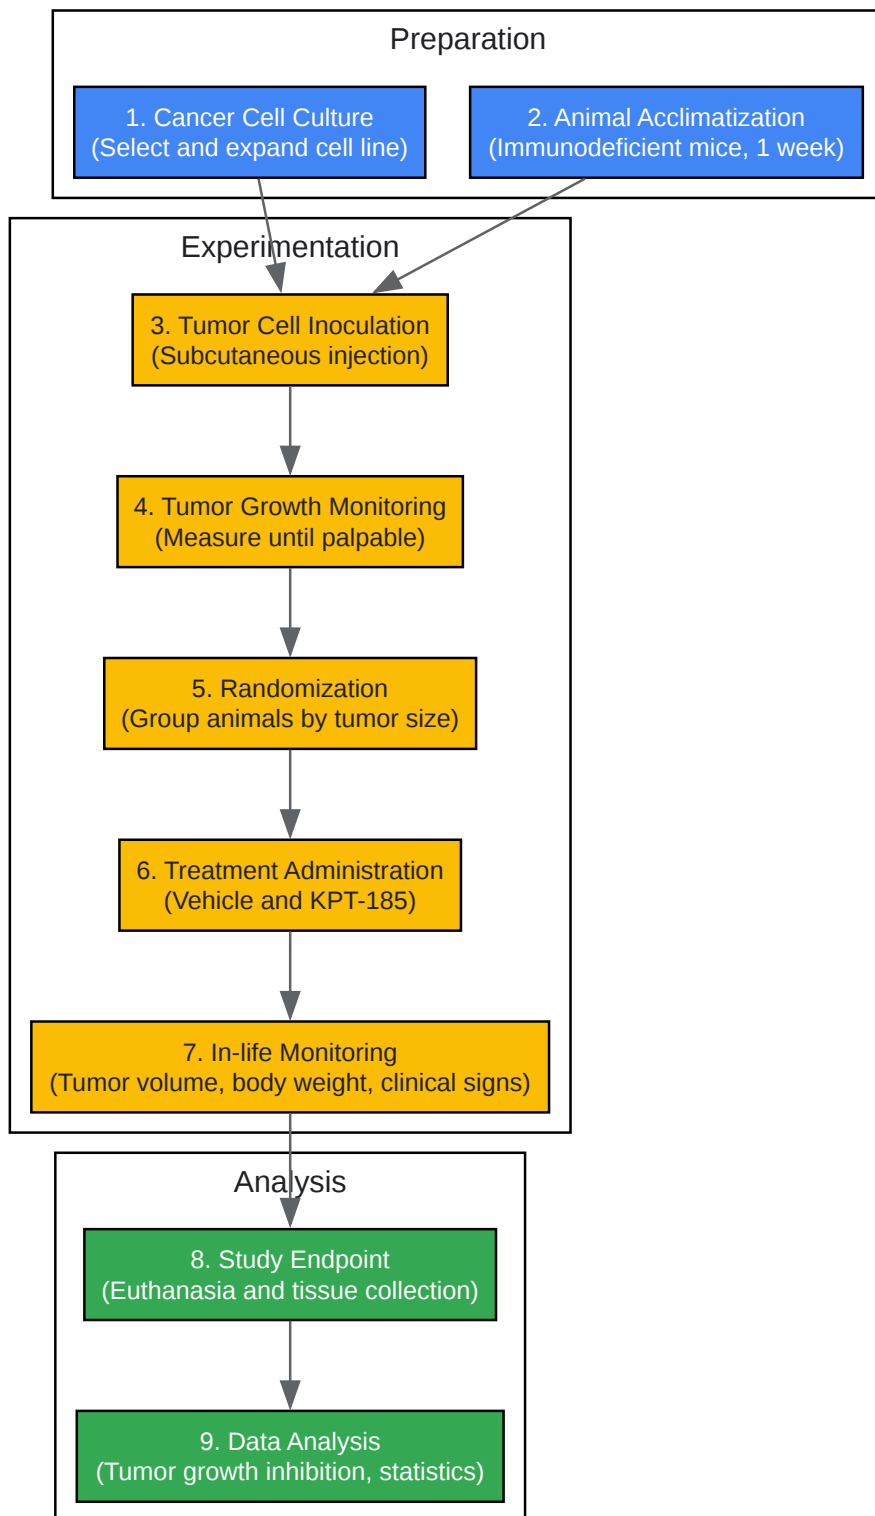 Preparation
1. Cancer Cell Culture
(Select and expand cell line)
2. Animal Acclimatization
(Immunodeficient mice, 1 week)
Experimentation
3. Tumor Cell Inoculation
(Subcutaneous injection)
4. Tumor Growth Monitoring
(Measure until palpable)
5. Randomization
(Group animals by tumor size)
6. Treatment Administration
(Vehicle and KPT-185)
7. In-life Monitoring
(Tumor volume, body weight, clinical signs)
Analysis
8. Study Endpoint
(Euthanasia and tissue collection)
9. Data Analysis
(Tumor growth inhibition, statistics)